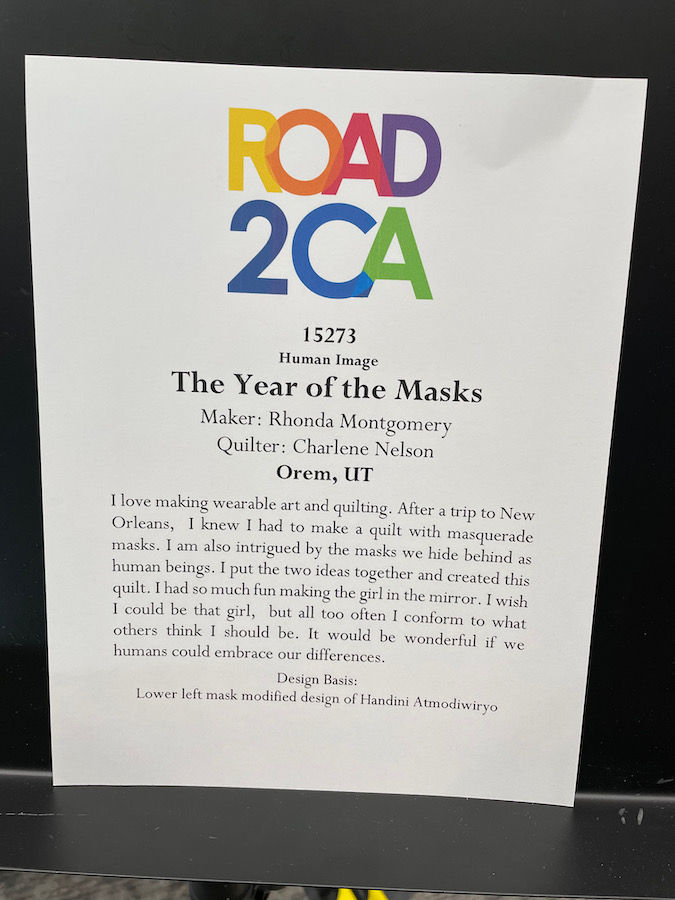 ROAD
2CA
15273
Human Image
The Year of the Masks
Maker: Rhonda Montgomery
Quilter: Charlene Nelson
Orem, UT
I love making wearable art and quilting. After a trip to New
Orleans, I knew I had to make a quilt with masquerade
masks. I am also intrigued by the masks we hide behind as
human beings. I put the two ideas together and created this
quilt. I had so much fun making the girl in the mirror. I wish
I could be that girl, but all too often I conform to what
others think I should be. It would be wonderful if we
humans could embrace our differences.
Design Basis:
Lower left mask modified design of Handini Atmodiwiryo